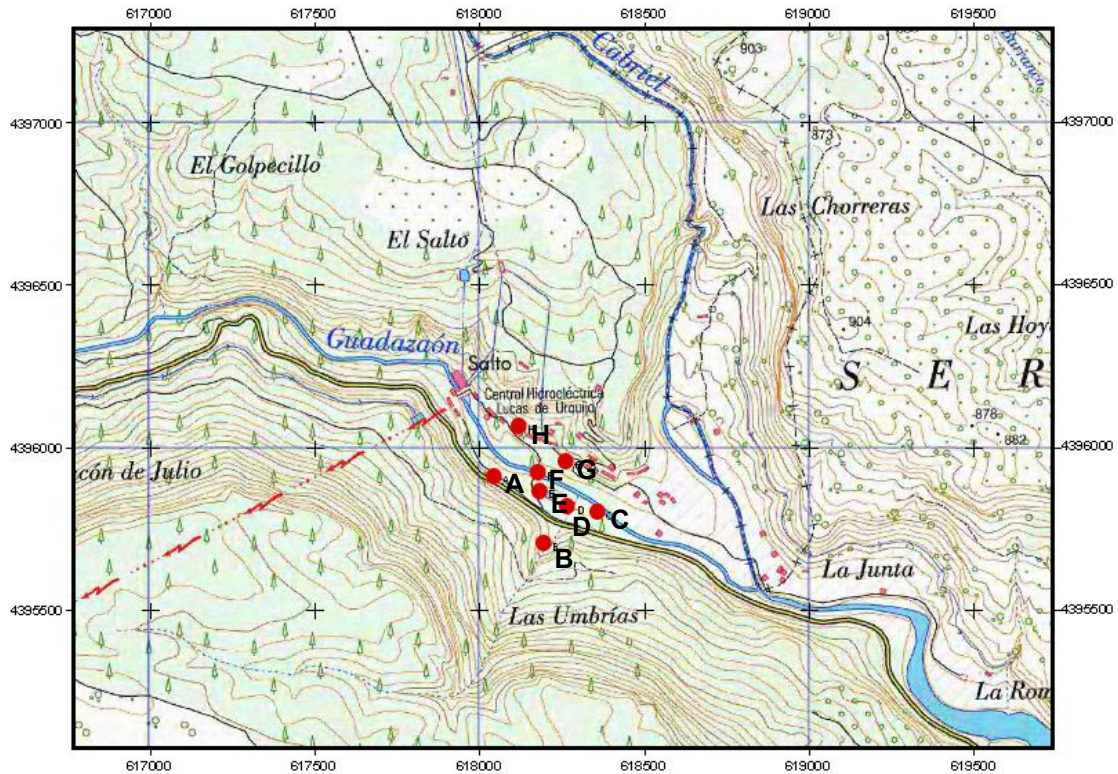 617000 617500 618000 618500 619000 619500
Cabriel
903
Barranco
4397000 4397000
873
El Golpecillo
Las Chorreras
El Salto
4396500 4396500
904
Las Hoy
Guadazaón
Salto
S E R
Central Hidroeléctrica
Lucas de Urquijo
878
H
882
4396000 4396000
G
cón de Julio
A F
E C
D
B
La Junta
4395500 4395500
Las Umbrías
La Rom
617000 617500 618000 618500 619000 619500